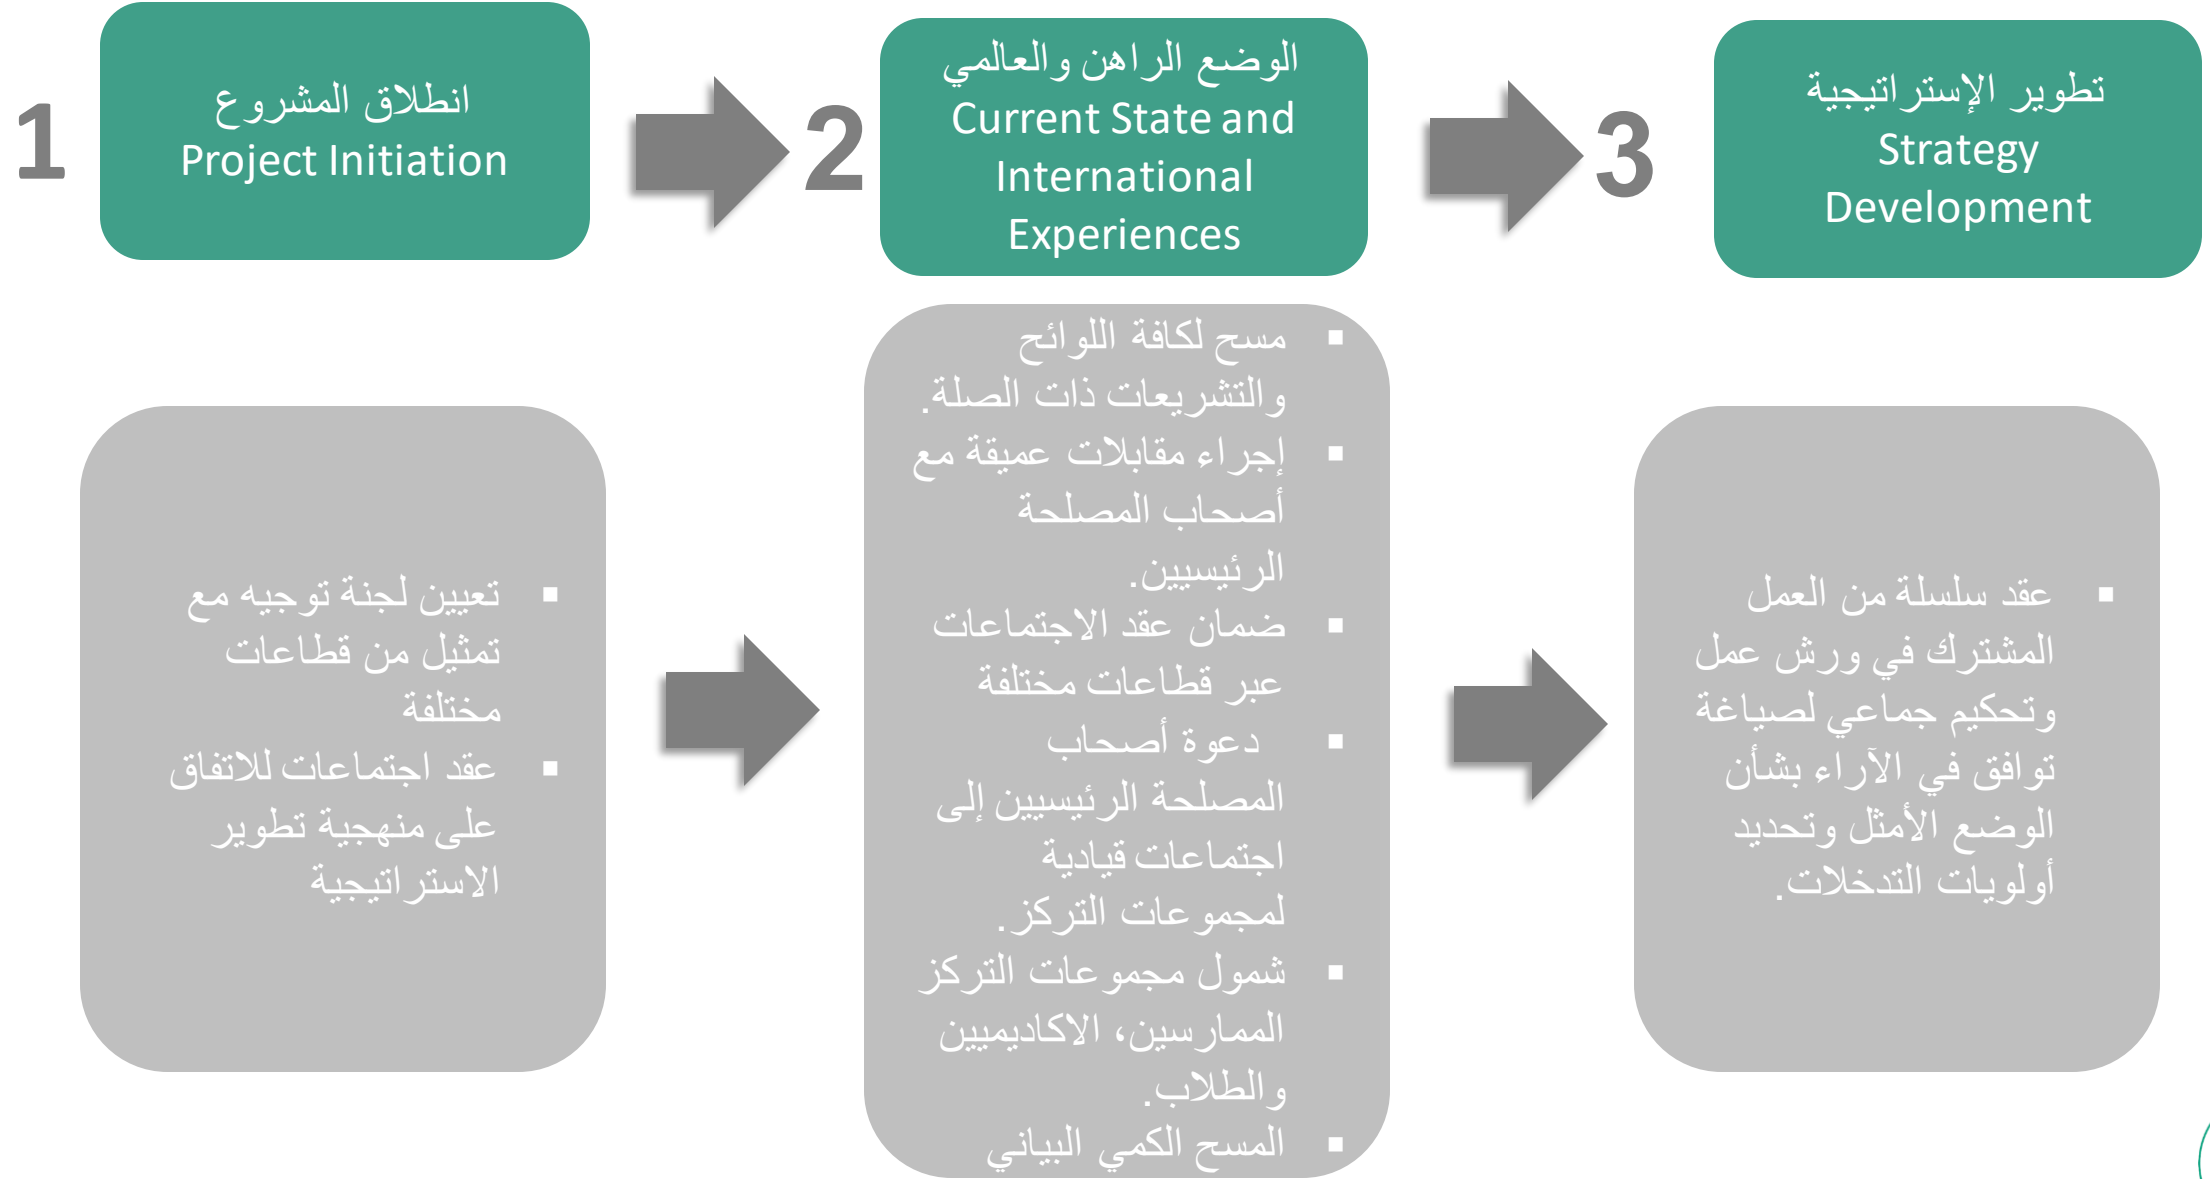 1
انطلاق المشروع
Project Initiation
2
الوضع الراهن والعالمي
Current State and
International
Experiences
3
تطوير الإستراتيجية
Strategy
Development
▪ تعيين لجنة توجيه مع
تمثيل من قطاعات
مختلفة
▪ عقد اجتماعات للاتفاق
على منهجية تطوير
الاستراتيجية
▪ مسح لكافة اللوائح
والتشريعات ذات الصلة.
▪ إجراء مقابلات عميقة مع
أصحاب المصلحة
الرئيسيين.
▪ ضمان عقد الاجتماعات
عبر قطاعات مختلفة
▪ دعوة أصحاب
المصلحة الرئيسيين إلى
اجتماعات قيادية
لمجموعات التركز.
▪ شمول مجموعات التركز
الممارسين، الاكاديميين
والطلاب.
▪ المسح الكمي البياني
▪ عقد سلسلة من العمل
المشترك في ورش عمل
وتحكيم جماعي لصياغة
توافق في الآراء بشأن
الوضع الأمثل وتحديد
أولويات التدخلات.